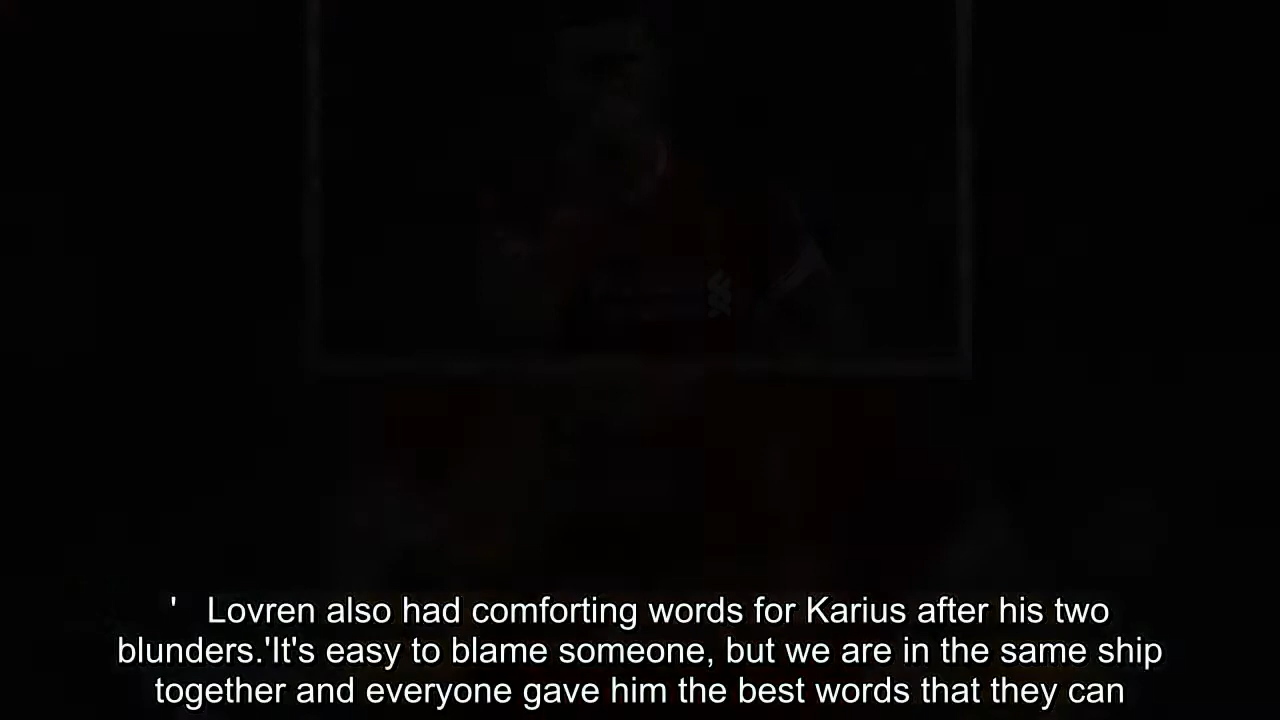 ' Lovren also had comforting words for Karius after his two
blunders.'It's easy to blame someone, but we are in the same ship
together and everyone gave him the best words that they can